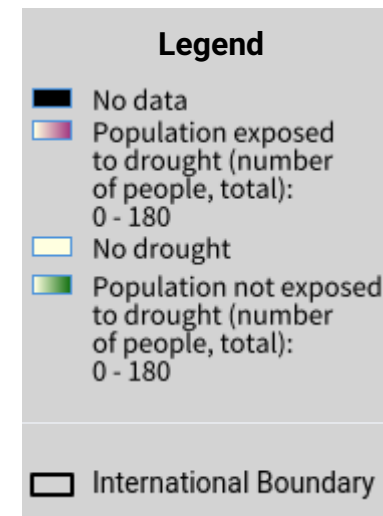 Legend
No data
Population exposed
to drought (number
of people, total):
0 - 180
No drought
Population not exposed
to drought (number
of people, total):
0 - 180
International Boundary